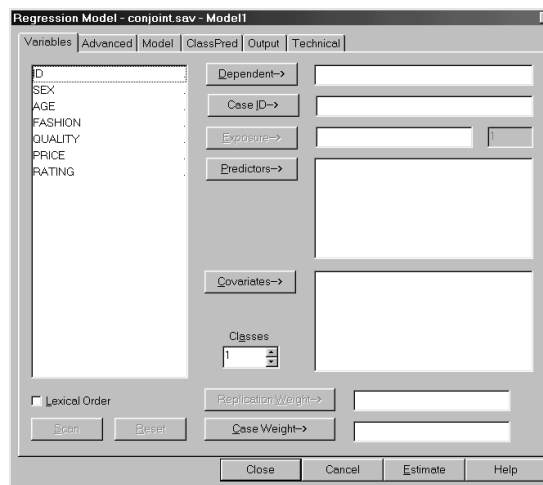 Regression Model - conjoint.sav - Model1
Variables Advanced Model ClassPred Output Technical
ID
SEX
AGE
FASHION
QUALITY
PRICE
RATING
Dependent-->
Case ID-->
Exposure-->
1
Predictors-->
Covariates-->
Classes
1
Lexical Order
Replication Weight-->
Scan Reset
Case Weight-->
Close Cancel Estimate Help